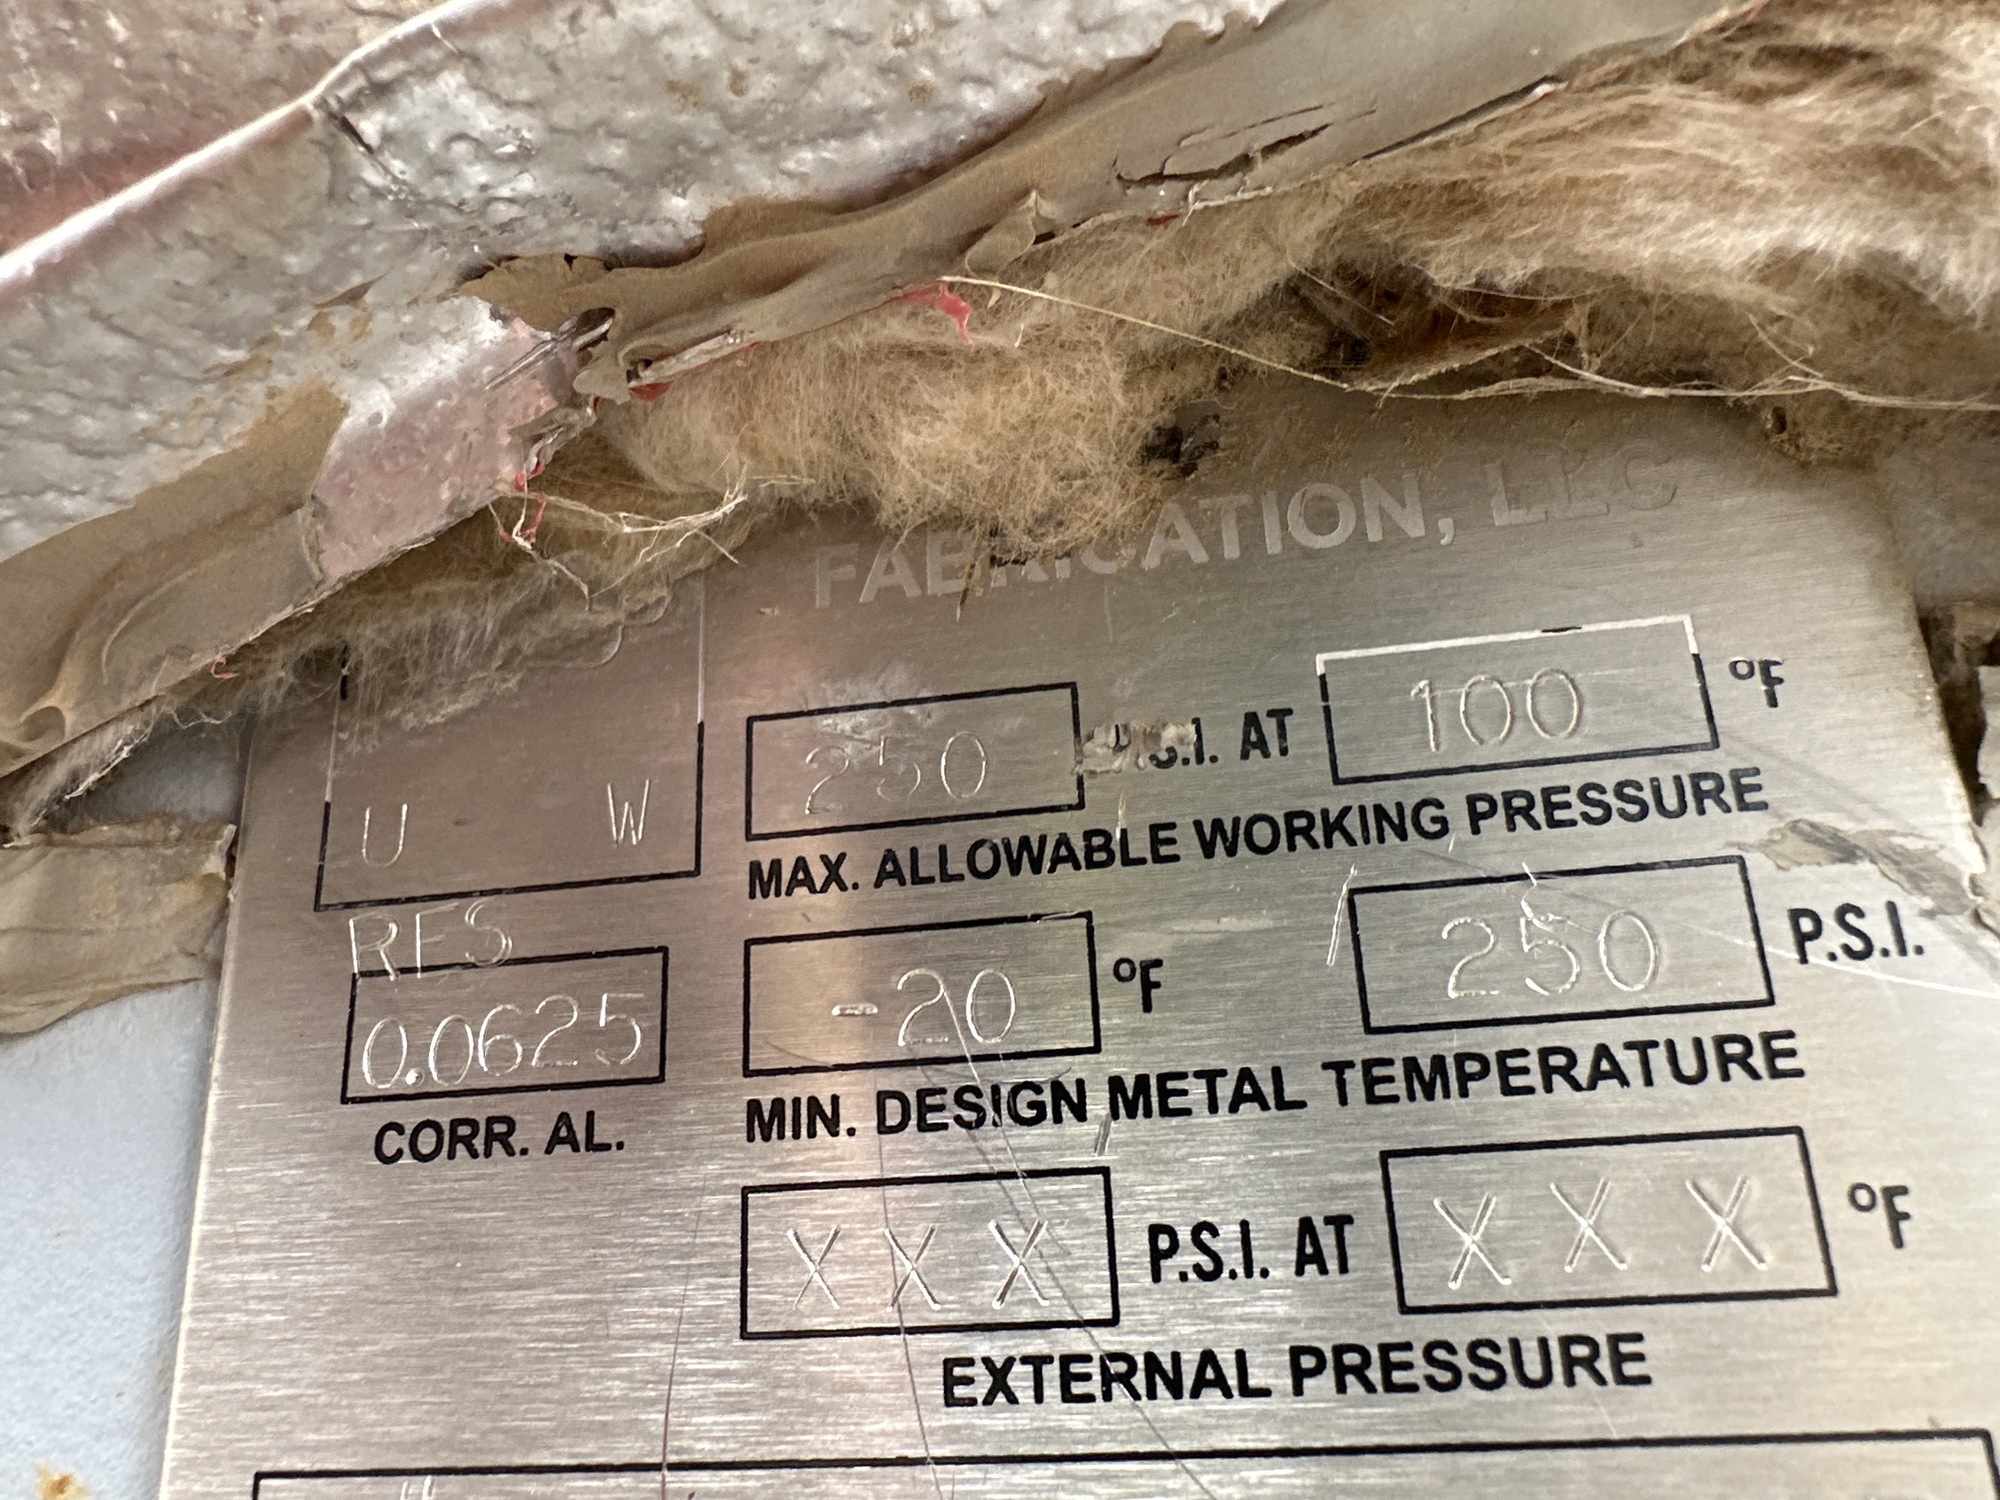 FABRICATION, LLC
250 P.S.I. AT 100 °F
U W
MAX. ALLOWABLE WORKING PRESSURE
RFS
0.0625 -20 °F 250 P.S.I.
CORR. AL. MIN. DESIGN METAL TEMPERATURE
XXX P.S.I. AT XXX °F
EXTERNAL PRESSURE